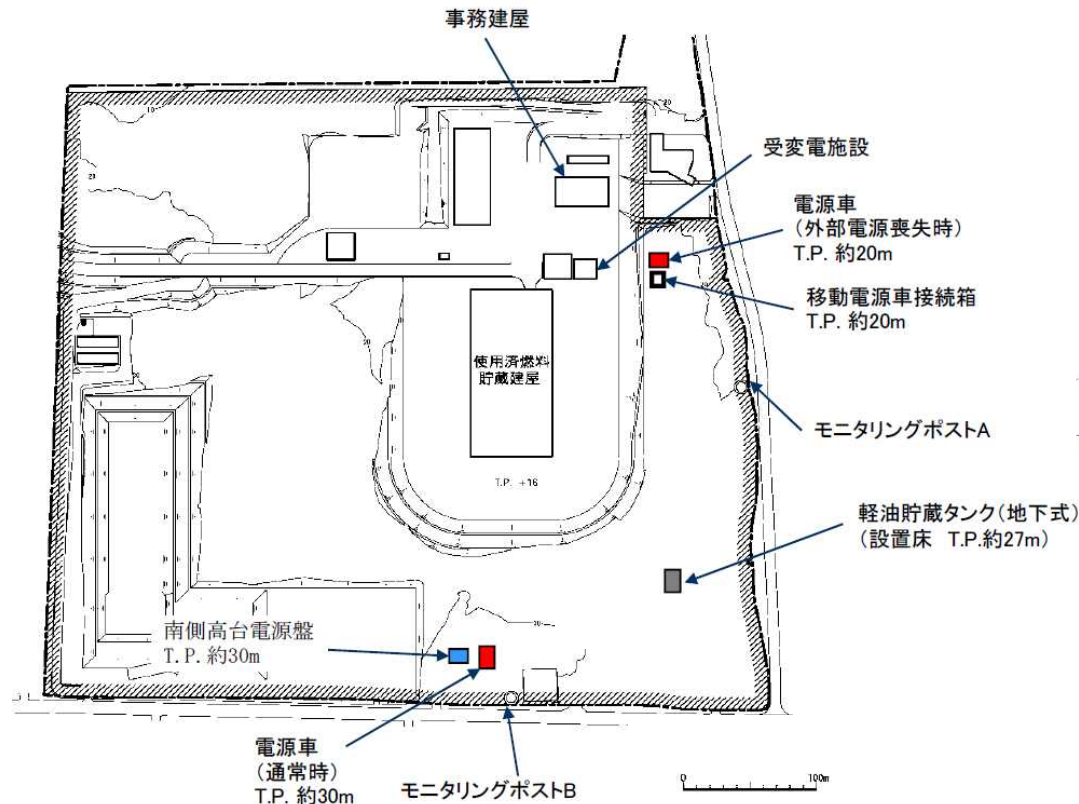 事務建屋
受変電施設
電源車
(外部電源喪失時)
T.P. 約20m
移動電源車接続箱
T.P. 約20m
使用済燃料
貯蔵建屋
モニタリングポストA
T.P. +16
軽油貯蔵タンク(地下式)
(設置床 T.P.約27m)
南側高台電源盤
T.P. 約30m
電源車
(通常時)
T.P. 約30m
モニタリングポストB
0 100m